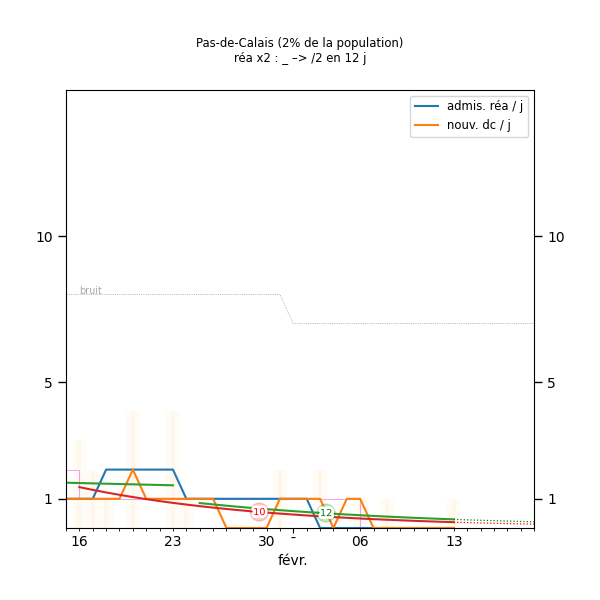 Pas-de-Calais (2% de la population)
réa x2 : _ –> /2 en 12 j
admis. réa / j
nouv. dc / j
10
10
bruit
5
5
10
12
1
1
16
23
30
-
06
13
févr.